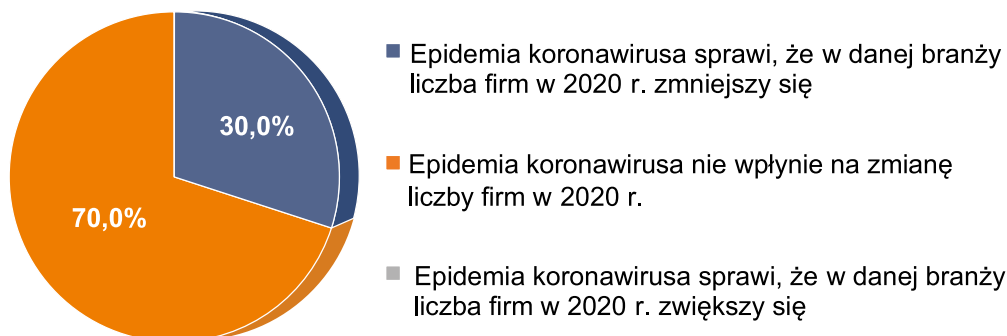 30,0%
70,0%
Epidemia koronawirusa sprawi, że w danej branży
liczba firm w 2020 r. zmniejszy się
Epidemia koronawirusa nie wpłynie na zmianę
liczby firm w 2020 r.
Epidemia koronawirusa sprawi, że w danej branży
liczba firm w 2020 r. zwiększy się